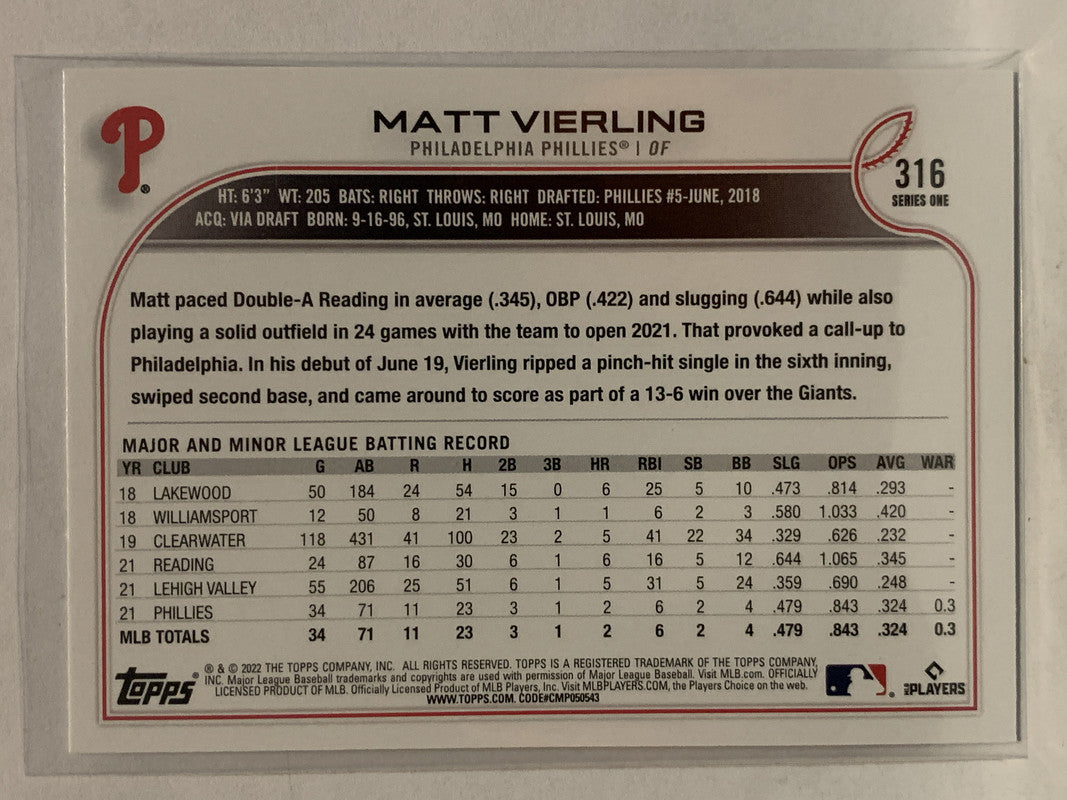 P®
MATT VIERLING
PHILADELPHIA PHILLIES® | OF
316
SERIES ONE
HT: 6'3" WT: 205 BATS: RIGHT THROWS: RIGHT DRAFTED: PHILLIES #5-JUNE, 2018
ACQ: VIA DRAFT BORN: 9-16-96, ST. LOUIS, MO HOME: ST. LOUIS, MO
Matt paced Double-A Reading in average (.345), OBP (.422) and slugging (.644) while also
playing a solid outfield in 24 games with the team to open 2021. That provoked a call-up to
Philadelphia. In his debut of June 19, Vierling ripped a pinch-hit single in the sixth inning,
swiped second base, and came around to score as part of a 13-6 win over the Giants.
MAJOR AND MINOR LEAGUE BATTING RECORD
YR CLUB G AB R H 2B 3B HR RBI SB BB SLG OPS AVG WAR
18 LAKEWOOD 50 184 24 54 15 0 6 25 5 10 .473 .814 .293 -
18 WILLIAMSPORT 12 50 8 21 3 1 1 6 2 3 .580 1.033 .420 -
19 CLEARWATER 118 431 41 100 23 2 5 41 22 34 .329 .626 .232 -
21 READING 24 87 16 30 6 1 6 16 5 12 .644 1.065 .345 -
21 LEHIGH VALLEY 55 206 25 51 6 1 5 31 5 24 .359 .690 .248 -
21 PHILLIES 34 71 11 23 3 1 2 6 2 4 .479 .843 .324 0.3
MLB TOTALS 34 71 11 23 3 1 2 6 2 4 .479 .843 .324 0.3
topps®
® & © 2022 THE TOPPS COMPANY, INC. ALL RIGHTS RESERVED. TOPPS IS A REGISTERED TRADEMARK OF THE TOPPS COMPANY,
INC. Major League Baseball trademarks and copyrights are used with permission of Major League Baseball. Visit MLB.com. OFFICIALLY
LICENSED PRODUCT OF MLB. Officially Licensed Product of MLB Players, Inc. Visit MLBPLAYERS.COM, the Players Choice on the web.
WWW.TOPPS.COM. CODE#CMP050543
MLB PLAYERS